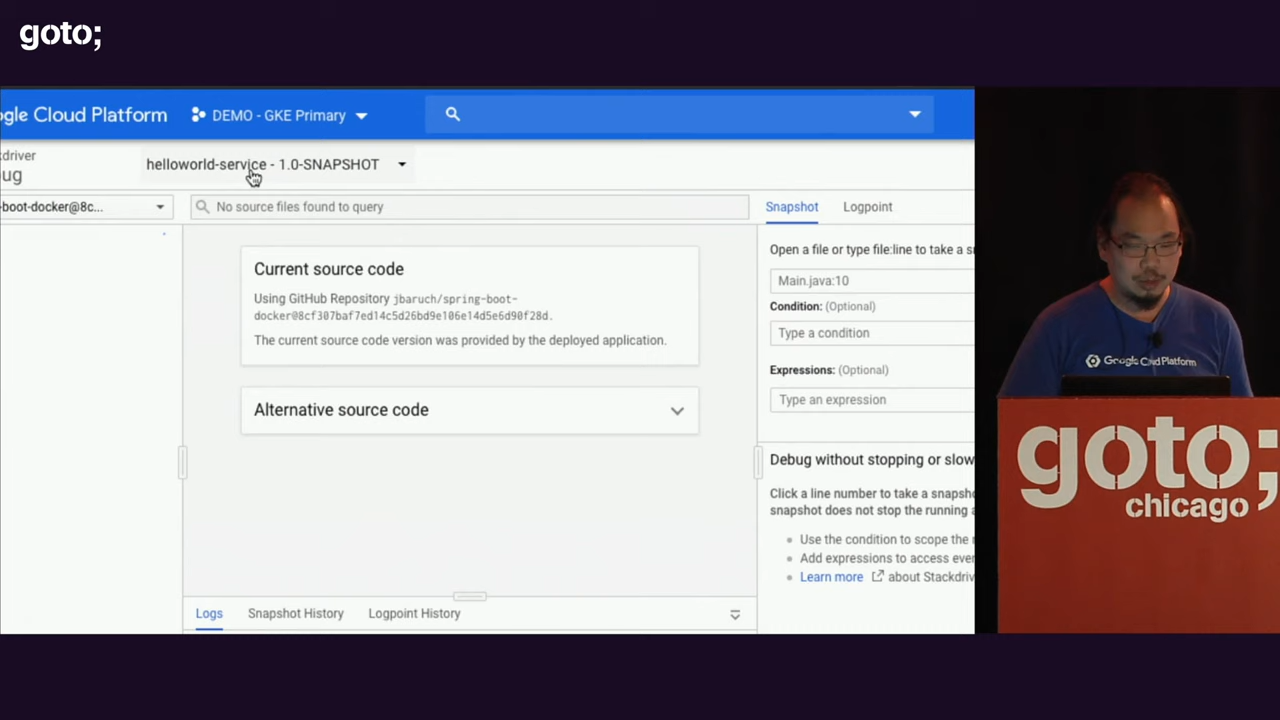 goto;
ogle Cloud Platform
DEMO - GKE Primary
kdriver
ug
helloworld-service - 1.0-SNAPSHOT
-boot-docker@8c...
No source files found to query
Snapshot
Logpoint
Current source code
Using GitHub Repository jbaruch/spring-boot-
docker@8cf307baf7ed14c5d26bd9e106e14d5e6d90f28d.
The current source code version was provided by the deployed application.
Alternative source code
Open a file or type file:line to take a s
Main.java:10
Condition: (Optional)
Type a condition
Expressions: (Optional)
Type an expression
Debug without stopping or slow
Click a line number to take a snapsh
snapshot does not stop the running a
Use the condition to scope the
Add expressions to access eve
Learn more about Stackdriv
Logs
Snapshot History
Logpoint History
Google Cloud Platform
goto;
chicago